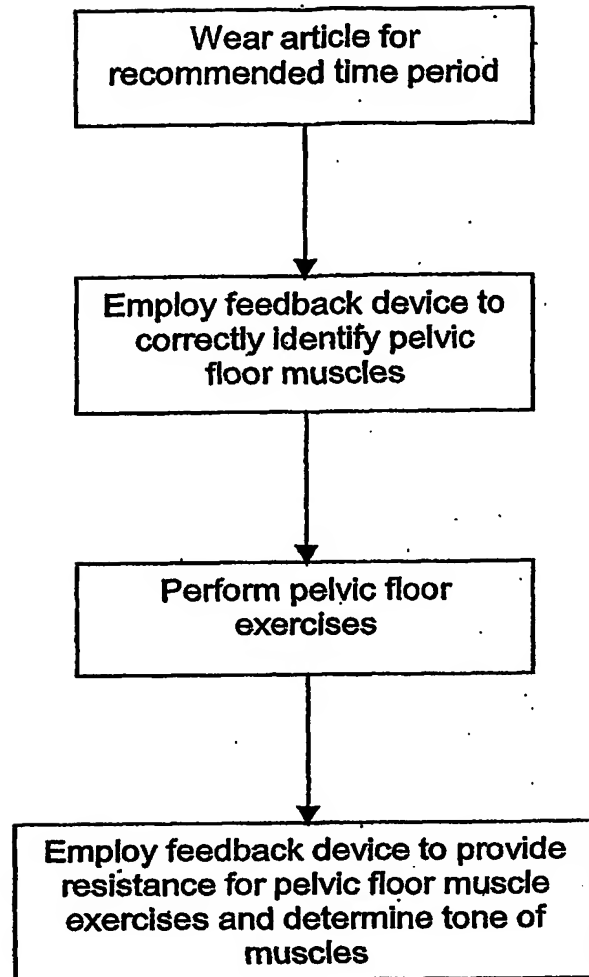 Wear article for
recommended time period
Employ feedback device to
correctly identify pelvic
floor muscles
Perform pelvic floor
exercises
Employ feedback device to provide
resistance for pelvic floor muscle
exercises and determine tone of
muscles